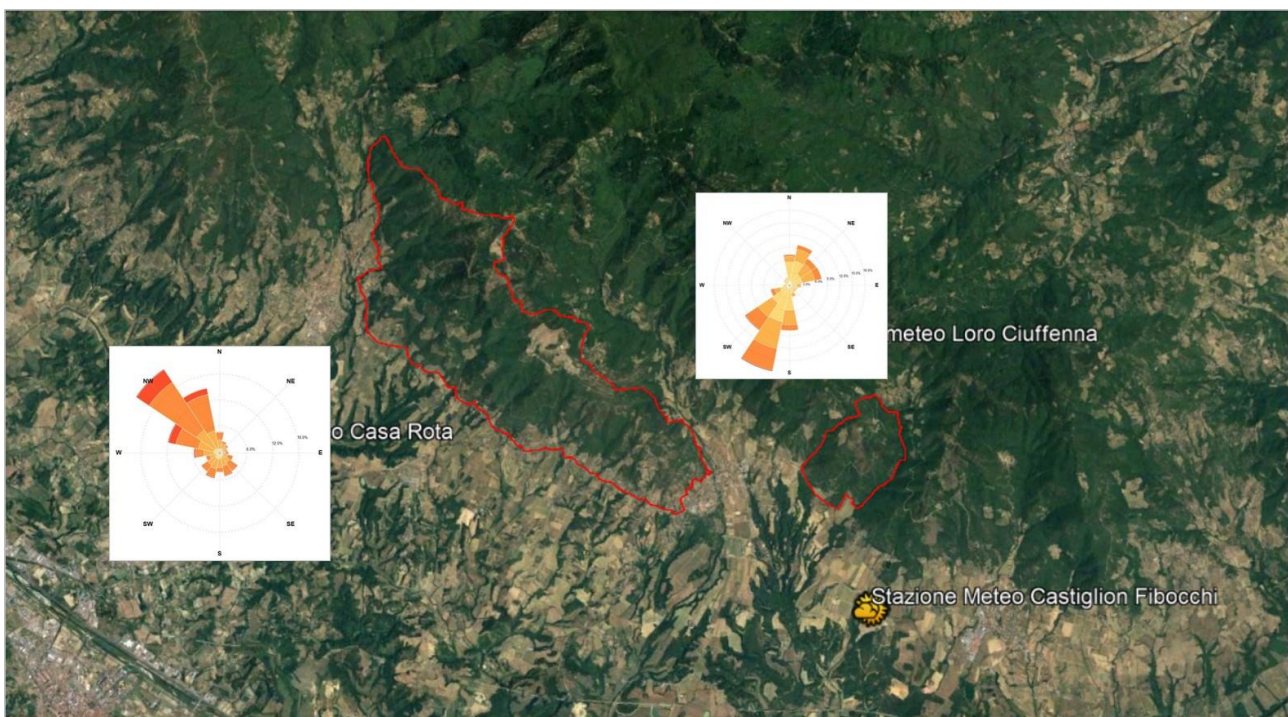 N
NW
NE
W
E
SW
SE
S
meteo Loro Ciuffenna
N
NW
NE
W
E
SW
SE
S
o Casa Rota
Stazione Meteo Castiglion Fibocchi